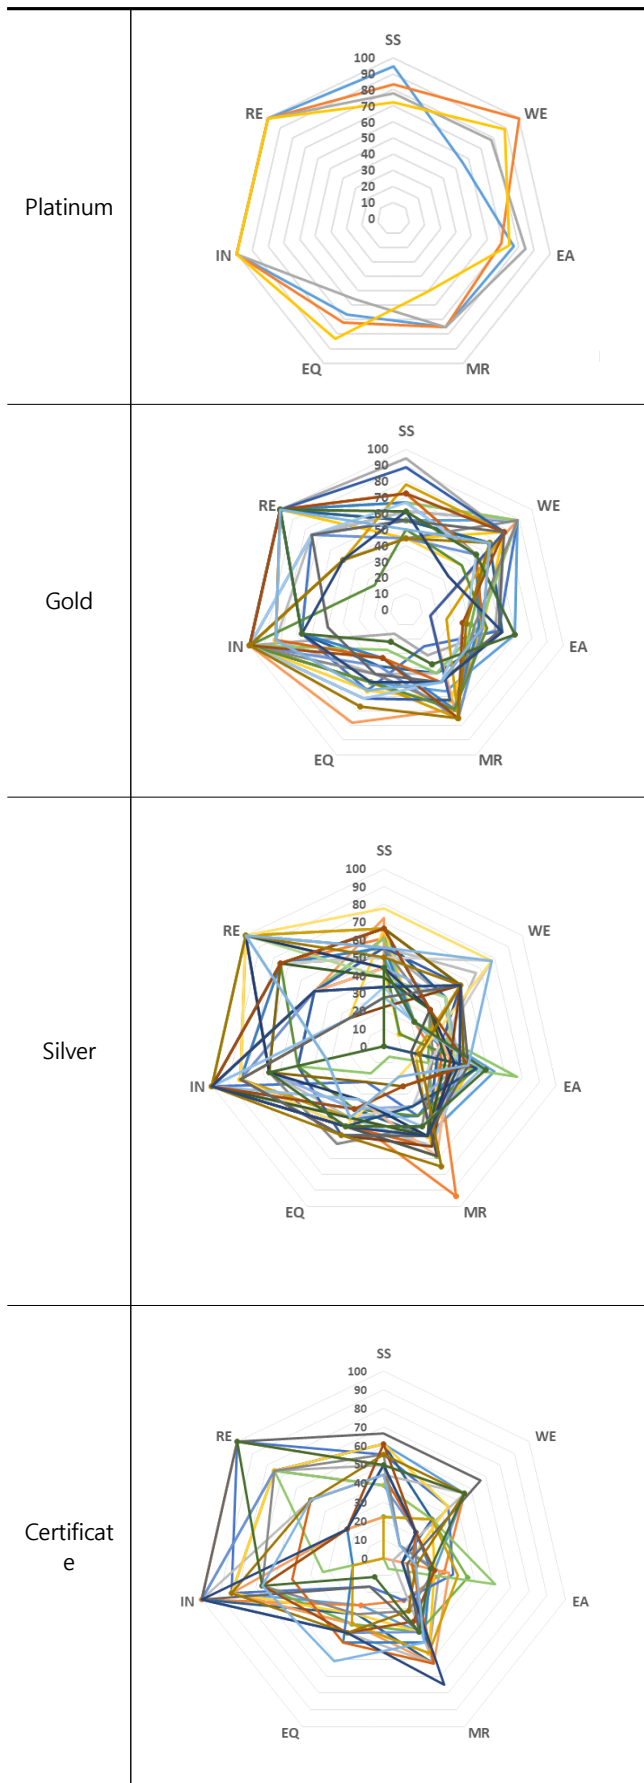 SS
100
90
80
70
60
50
40
30
20
10
0
RE
WE
Platinum
IN
EA
EQ
MR
SS
100
90
80
70
60
50
40
30
20
10
0
RE
WE
Gold
IN
EA
EQ
MR
SS
100
90
80
70
60
50
40
30
20
10
0
RE
WE
Silver
IN
EA
EQ
MR
SS
100
90
80
70
60
50
40
30
20
10
0
RE
WE
Certificat
e
IN
EA
EQ
MR